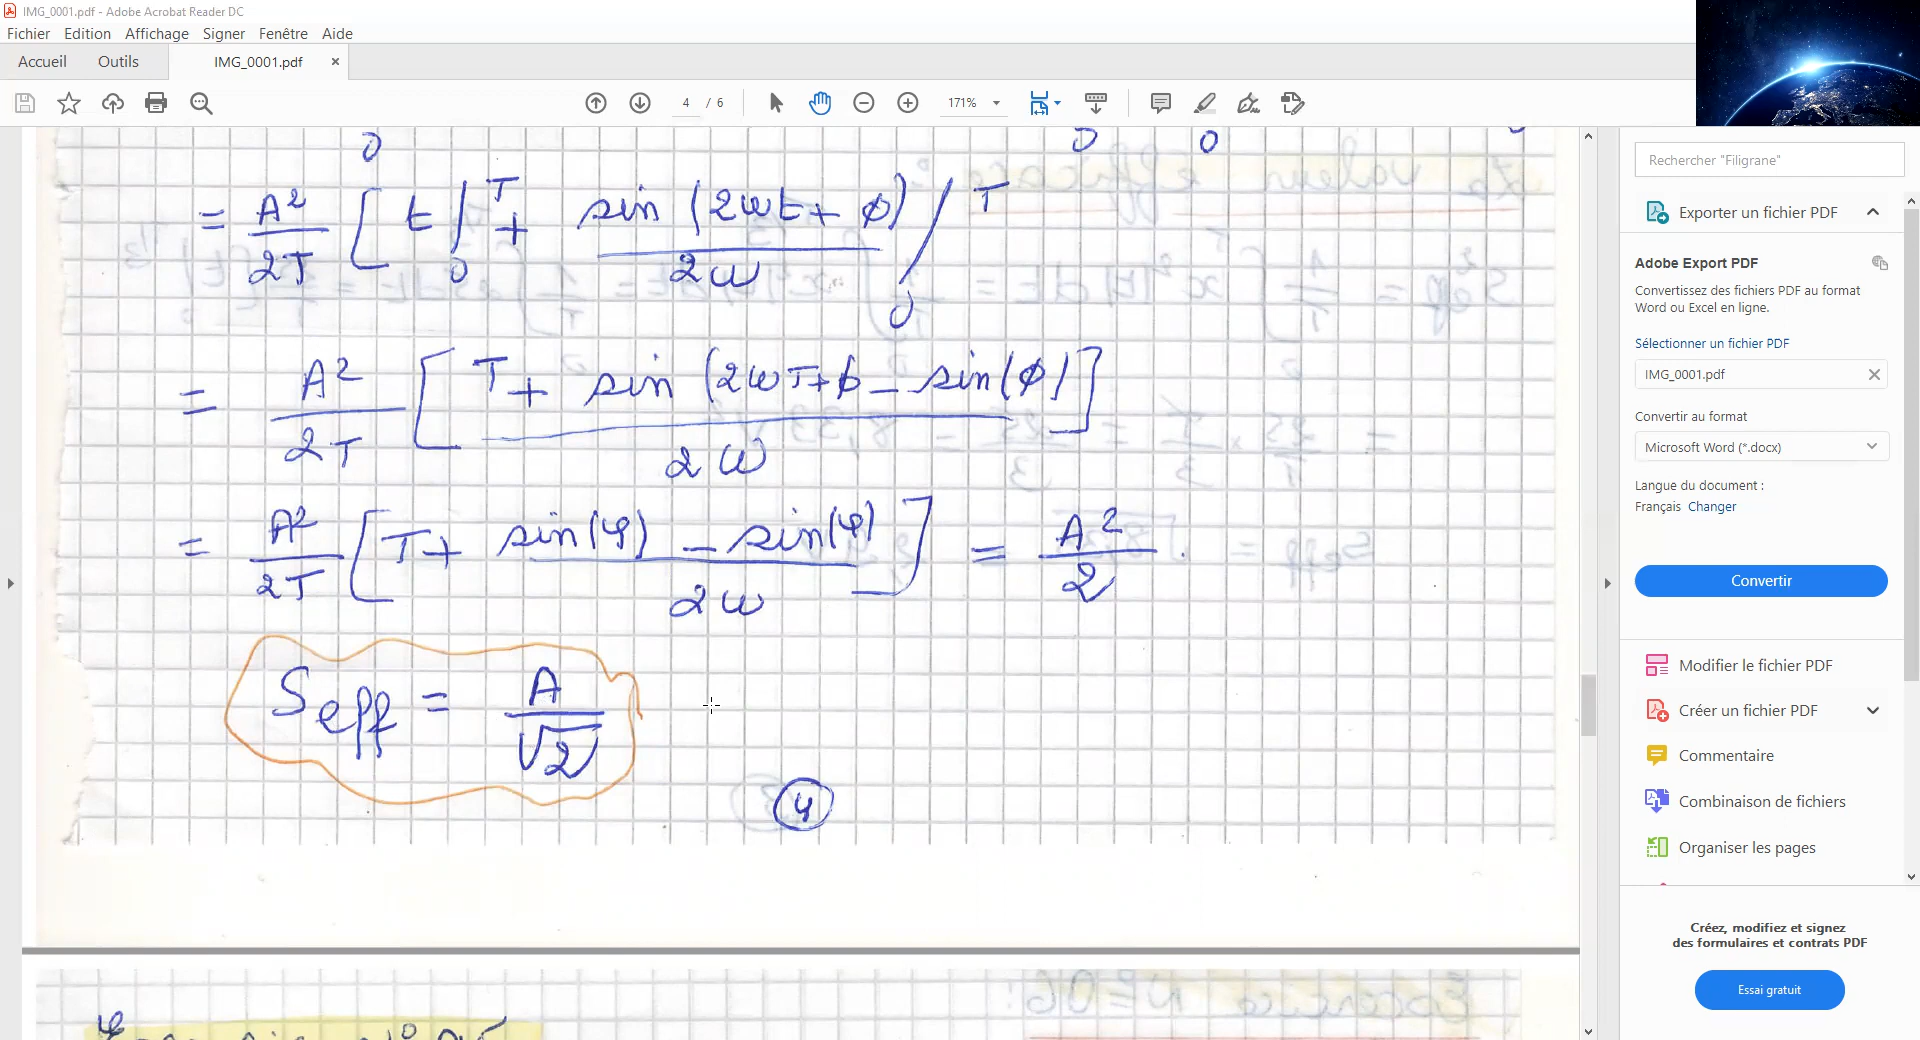 IMG_0001.pdf - Adobe Acrobat Reader DC
Fichier Edition Affichage Signer Fenêtre Aide
Accueil Outils IMG_0001.pdf ×
4 / 6 171%
0 0 0
= A² / 2T [ t |₀ᵀ + sin (2ωt + ϕ) / 2ω /₀ᵀ
= A² / 2T [ T + sin (2ωT + ϕ - sin(ϕ) / 2ω ]
= A² / 2T [ T + sin(φ) - sin(φ) / 2ω ] = A² / 2 .
Seff = A / √2
4
Rechercher "Filigrane"
Exporter un fichier PDF
Adobe Export PDF
Convertissez des fichiers PDF au format
Word ou Excel en ligne.
Sélectionner un fichier PDF
IMG_0001.pdf ×
Convertir au format
Microsoft Word (*.docx)
Langue du document :
Français Changer
Convertir
Modifier le fichier PDF
Créer un fichier PDF
Commentaire
Combinaison de fichiers
Organiser les pages
Créez, modifiez et signez
des formulaires et contrats PDF
Essai gratuit